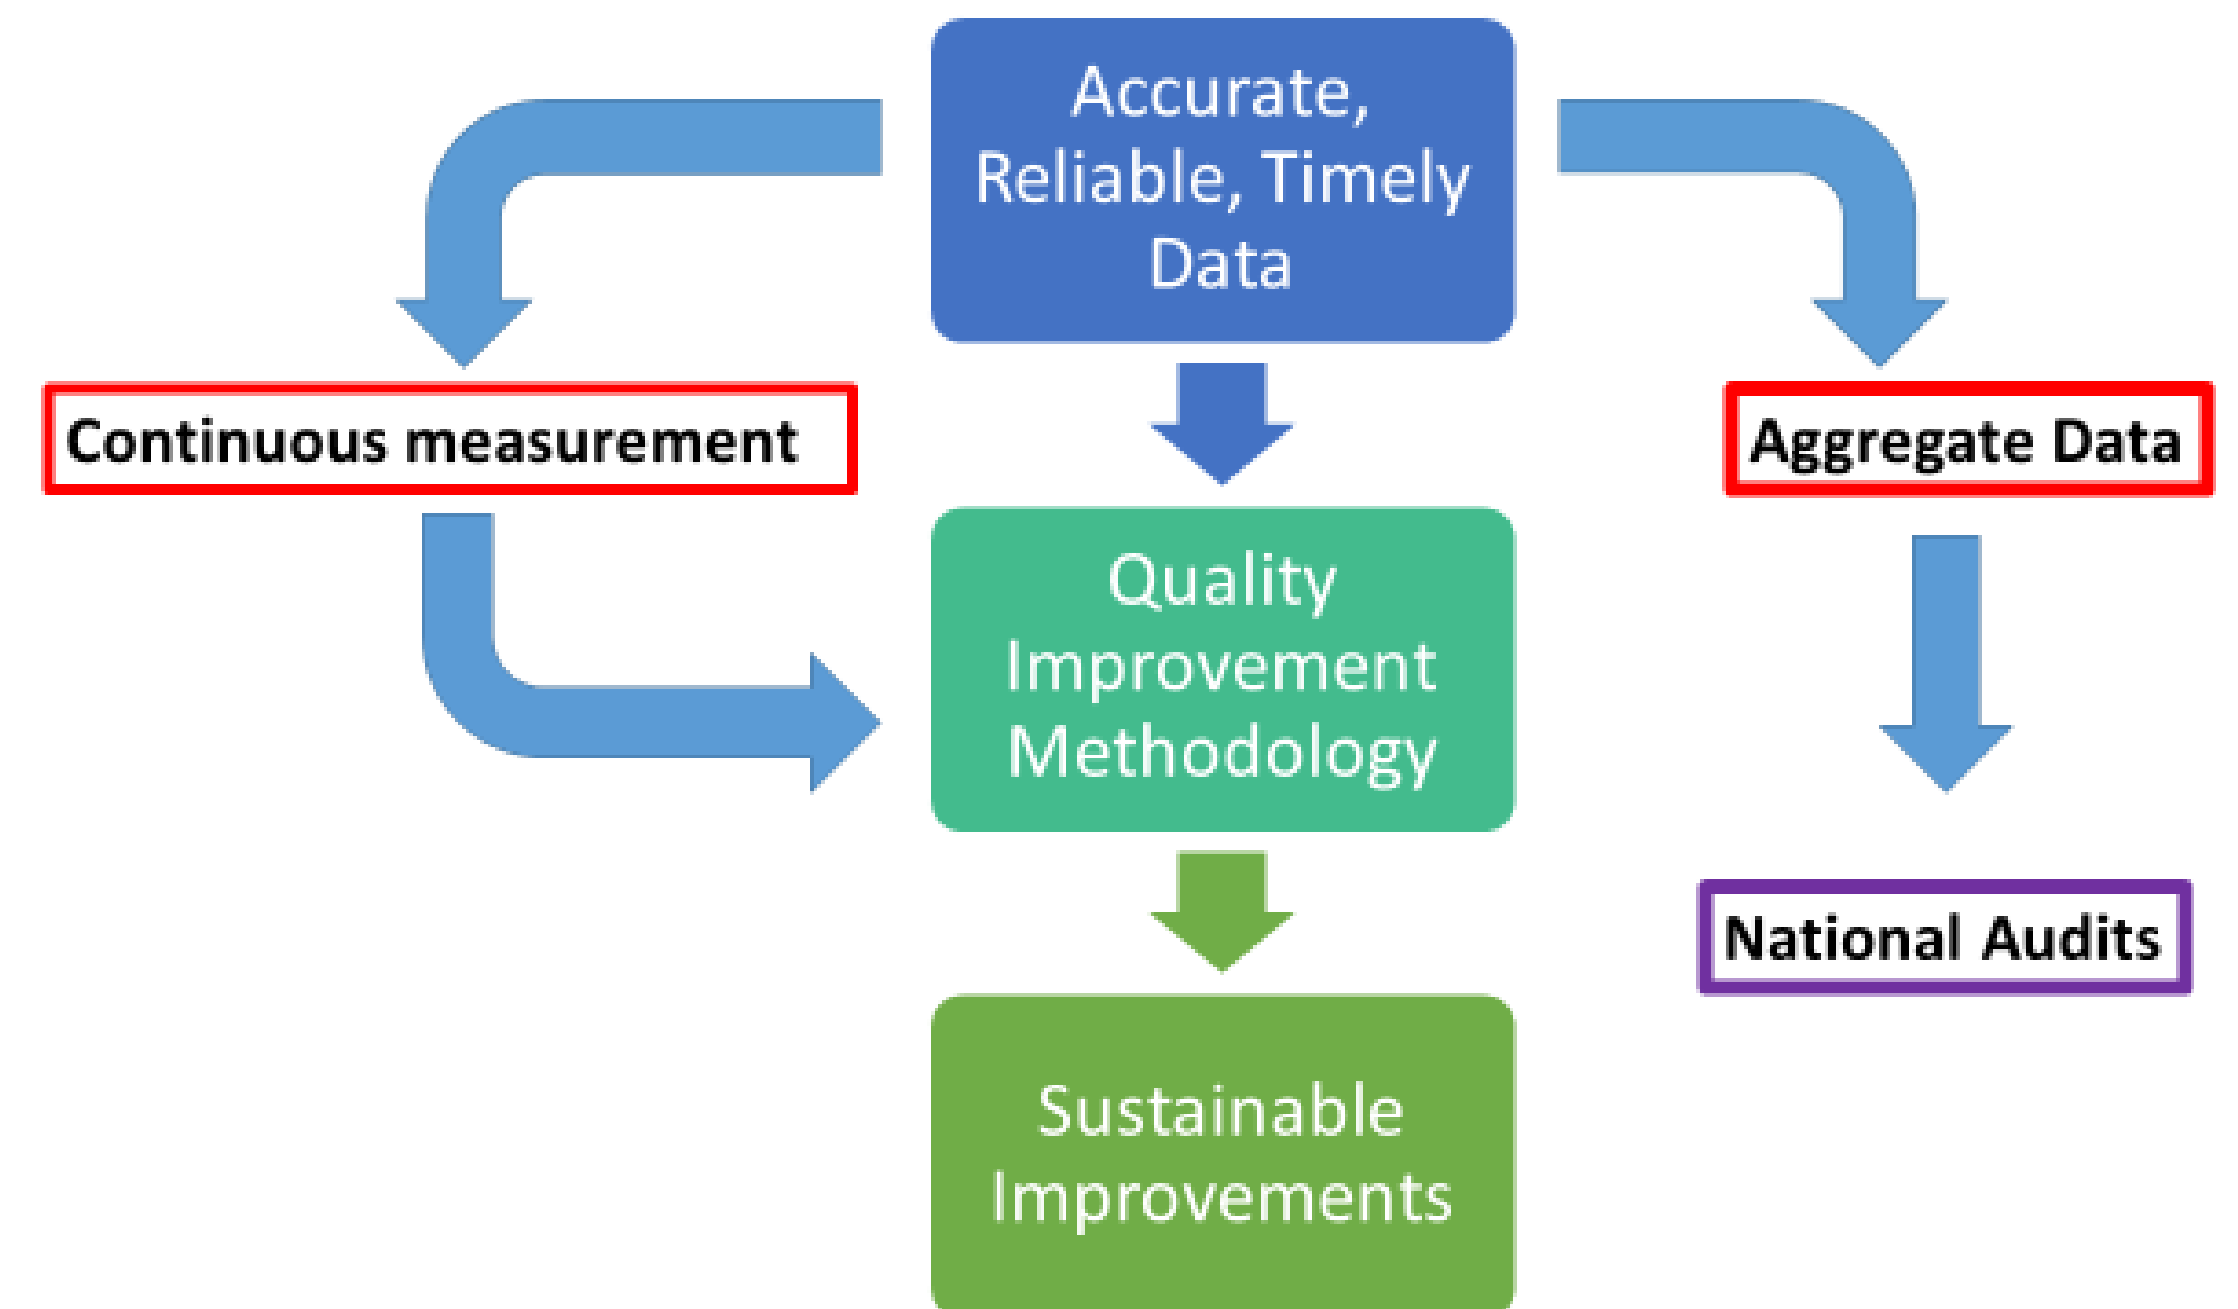 Accurate,
Reliable, Timely
Data
Continuous measurement
Aggregate Data
Quality
Improvement
Methodology
National Audits
Sustainable
Improvements